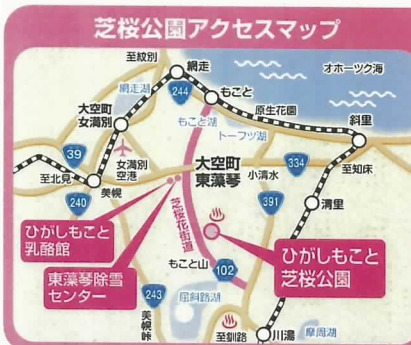 芝桜公園アクセスマップ
至紋別
網走
オホーツク海
大空町
女満別
網走湖
244
もこと
原生花園
もこと湖
トーフツ湖
斜里
39
女満別
空港
大空町
東藻琴
小清水
334
至知床
至北見
美幌
240
芝桜花街道
391
清里
ひがしもこと
乳酪館
東藻琴除雪
センター
もこと山
102
ひがしもこと
芝桜公園
243
美幌峠
屈斜路湖
至釧路
川湯
摩周湖